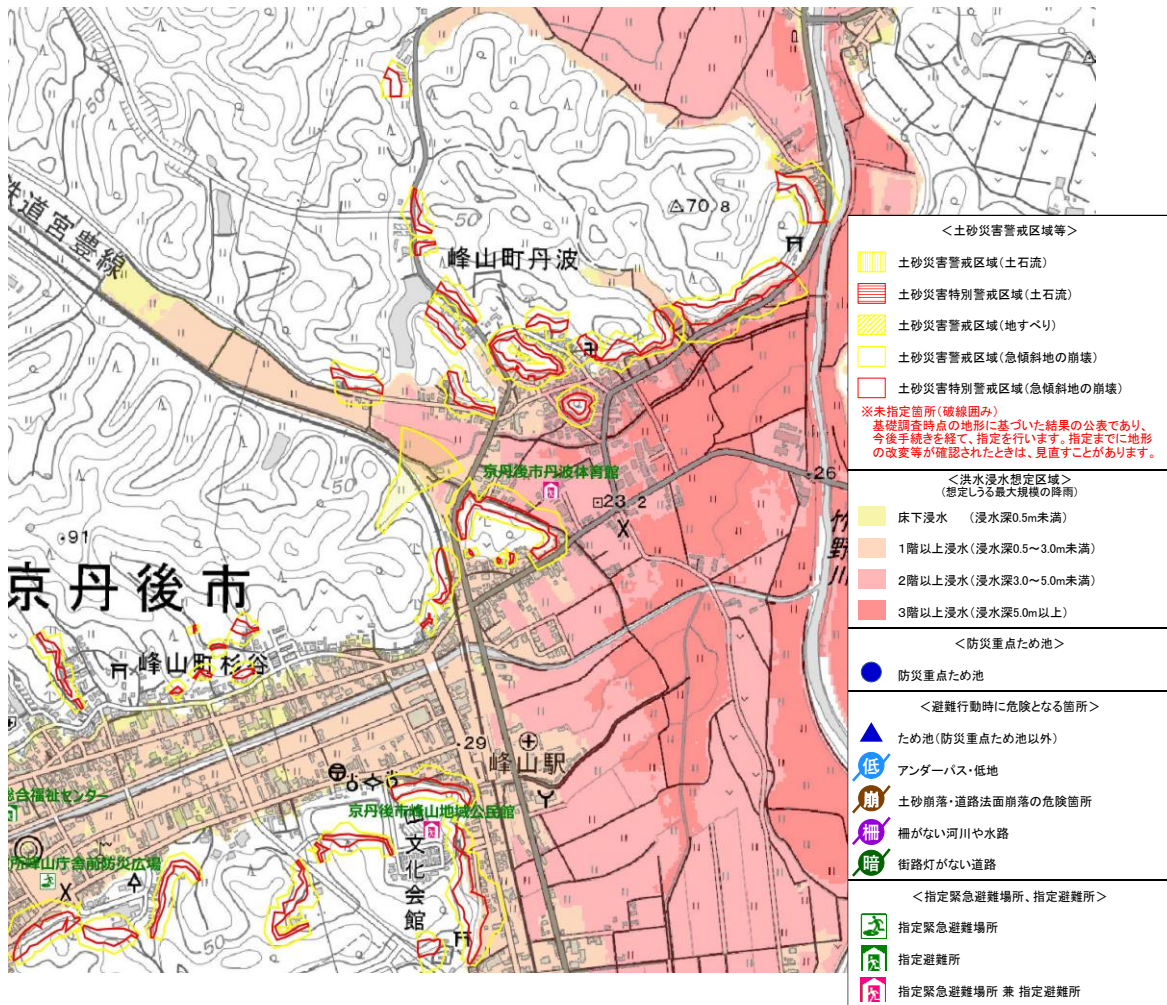 鉄道宮豊線
50
50
70.8
50
峰山町丹波
京丹後市丹波体育館
23.2
26
竹野川
91
京丹後市
峰山町杉谷
29
峰山駅
総合福祉センター
京丹後市峰山地域公民館
文化会館
所峰山庁舎前防災広場
50
＜土砂災害警戒区域等＞
土砂災害警戒区域(土石流)
土砂災害特別警戒区域(土石流)
土砂災害警戒区域(地すべり)
土砂災害警戒区域(急傾斜地の崩壊)
土砂災害特別警戒区域(急傾斜地の崩壊)
※未指定箇所(破線囲み)
基礎調査時点の地形に基づいた結果の公表であり、
今後手続きを経て、指定を行います。指定までに地形
の改変等が確認されたときは、見直すことがあります。
＜洪水浸水想定区域＞
(想定しうる最大規模の降雨)
床下浸水　(浸水深0.5m未満)
1階以上浸水(浸水深0.5～3.0m未満)
2階以上浸水(浸水深3.0～5.0m未満)
3階以上浸水(浸水深5.0m以上)
＜防災重点ため池＞
防災重点ため池
＜避難行動時に危険となる箇所＞
ため池(防災重点ため池以外)
低 アンダーパス・低地
崩 土砂崩落・道路法面崩落の危険箇所
柵 柵がない河川や水路
暗 街路灯がない道路
＜指定緊急避難場所、指定避難所＞
指定緊急避難場所
指定避難所
指定緊急避難場所 兼 指定避難所